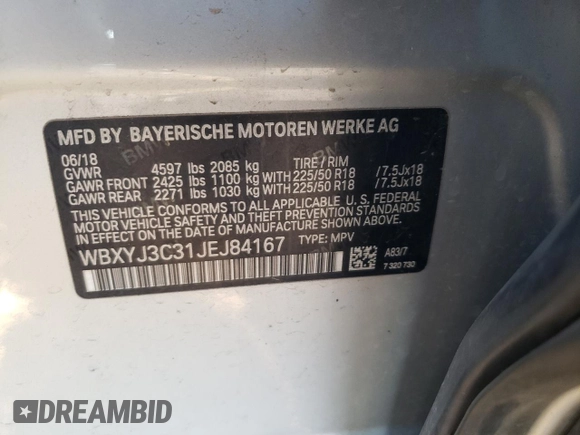 MFD BY BAYERISCHE MOTOREN WERKE AG
06/18
GVWR 4597 lbs 2085 kg TIRE / RIM
GAWR FRONT 2425 lbs 1100 kg WITH 225/50 R18 /7.5Jx18
GAWR REAR 2271 lbs 1030 kg WITH 225/50 R18 /7.5Jx18
THIS VEHICLE CONFORMS TO ALL APPLICABLE U. S. FEDERAL
MOTOR VEHICLE SAFETY AND THEFT PREVENTION STANDARDS
IN EFFECT ON THE DATE OF MANUFACTURE SHOWN ABOVE.
WBXYJ3C31JEJ84167 TYPE: MPV
A83/7
7 320 730
DREAMBID